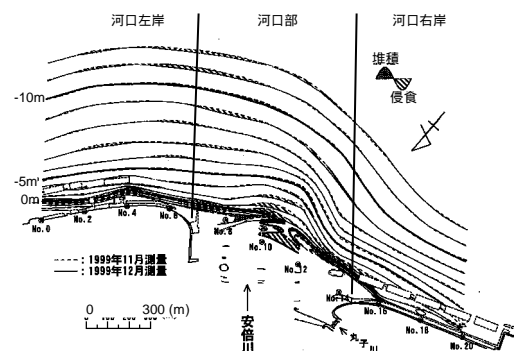 河口左岸 河口部 河口右岸
堆積
侵食
-10m
-5m
0m
No.0 No.2 No.4 No.6 No.8 No.10 No.12 No.14 No.16 No.18 No.20
----: 1999年11月測量
——: 1999年12月測量
0 300 (m)
安倍川
丸子川